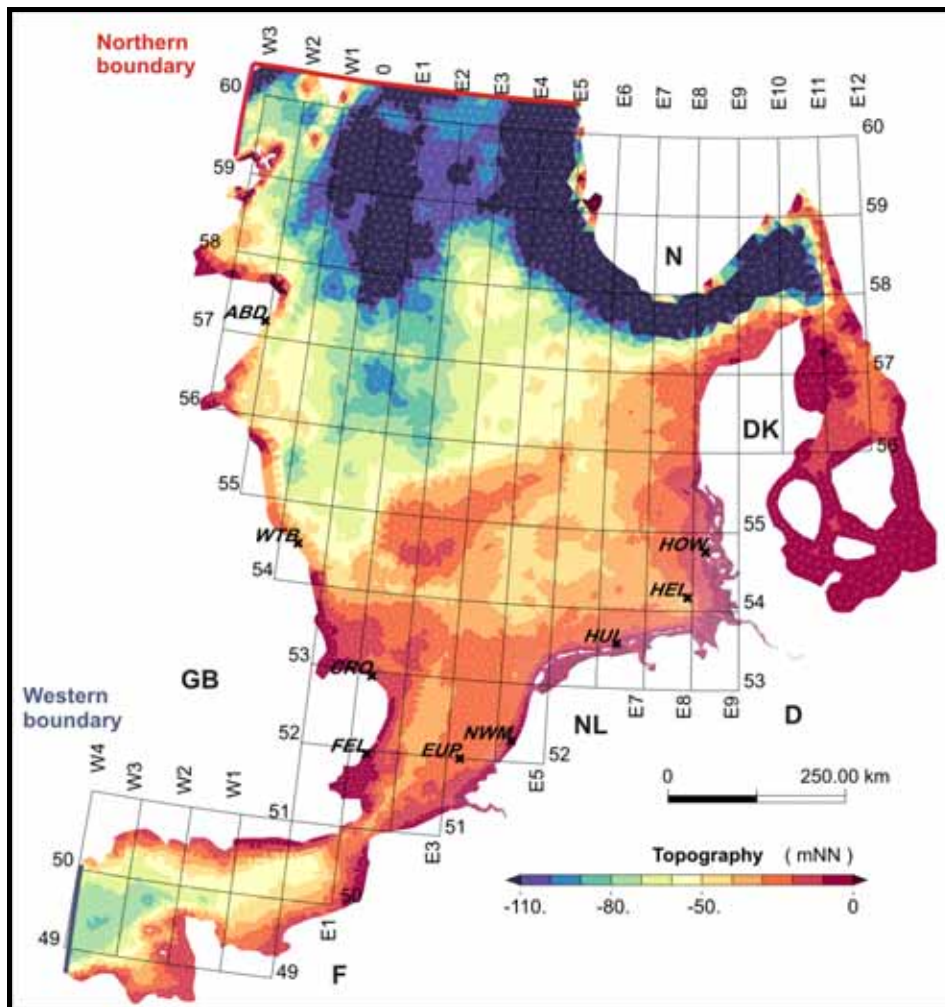 Northern
boundary
W3
W2
W1
0
E1
E2
E3
E4
E5
E6
E7
E8
E9
E10
E11
E12
60
60
59
59
58
58
N
ABD
57
57
56
56
DK
55
55
WTB
HOW
54
54
HEL
HUL
53
53
CRO
GB
E7
E8
E9
D
Western
boundary
NL
52
52
FEL
EUP
NWM
E5
W4
W3
W2
W1
0
250.00 km
51
51
E3
Topography ( mNN )
50
50
-110.
-80.
-50.
0
E1
49
49
F